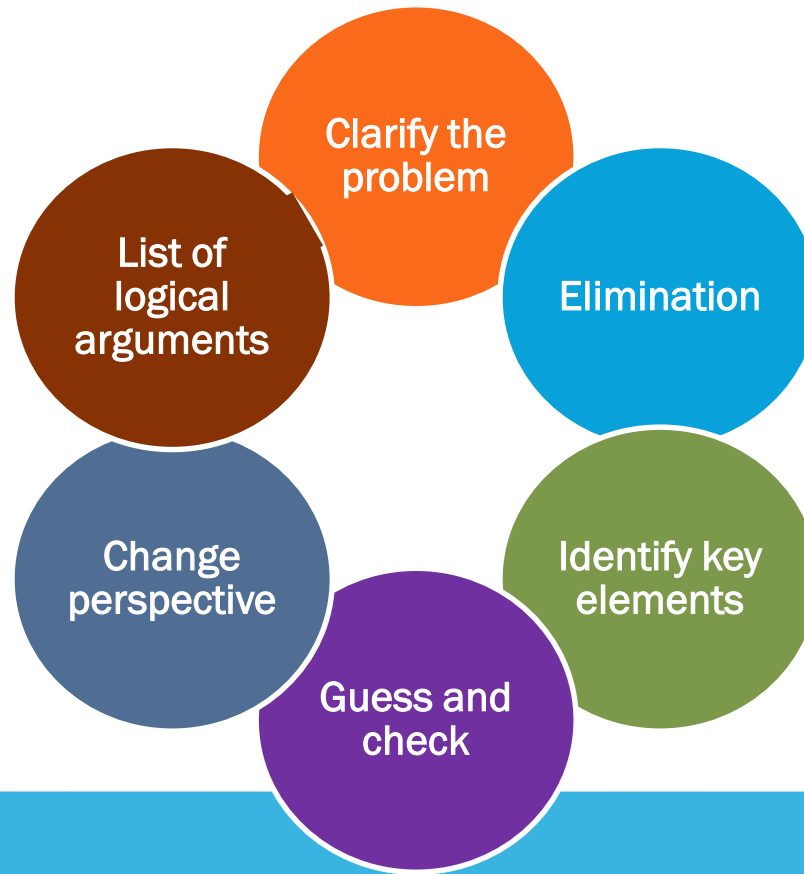 Clarify the
problem
Elimination
Identify key
elements
Guess and
check
Change
perspective
List of
logical
arguments